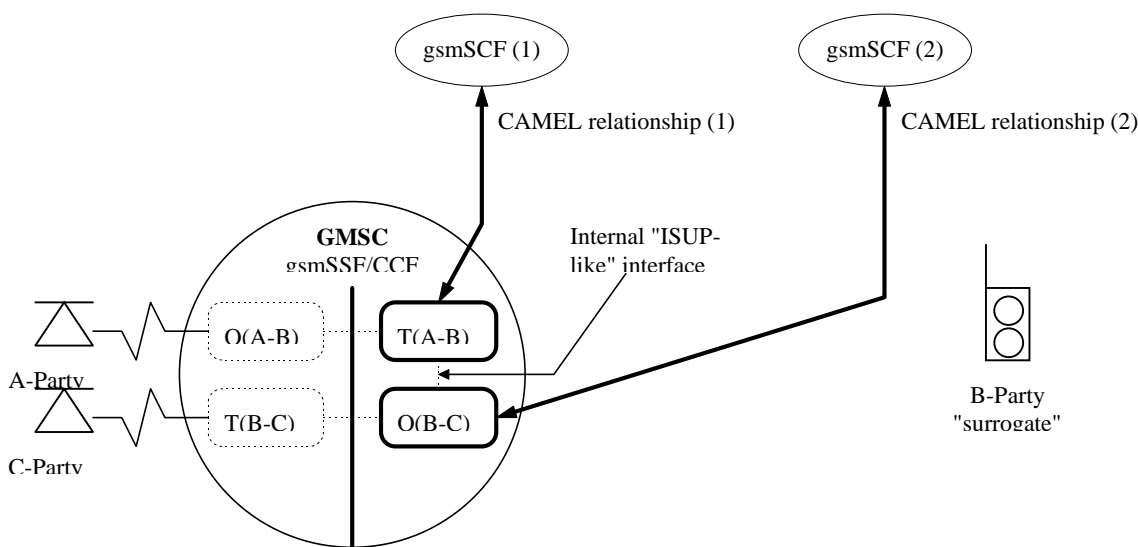 gsmSCF (1)
gsmSCF (2)
CAMEL relationship (1)
CAMEL relationship (2)
GMSC
gsmSSF/CCF
Internal "ISUP-
like" interface
O(A-B)
T(A-B)
A-Party
T(B-C)
O(B-C)
C-Party
B-Party
"surrogate"